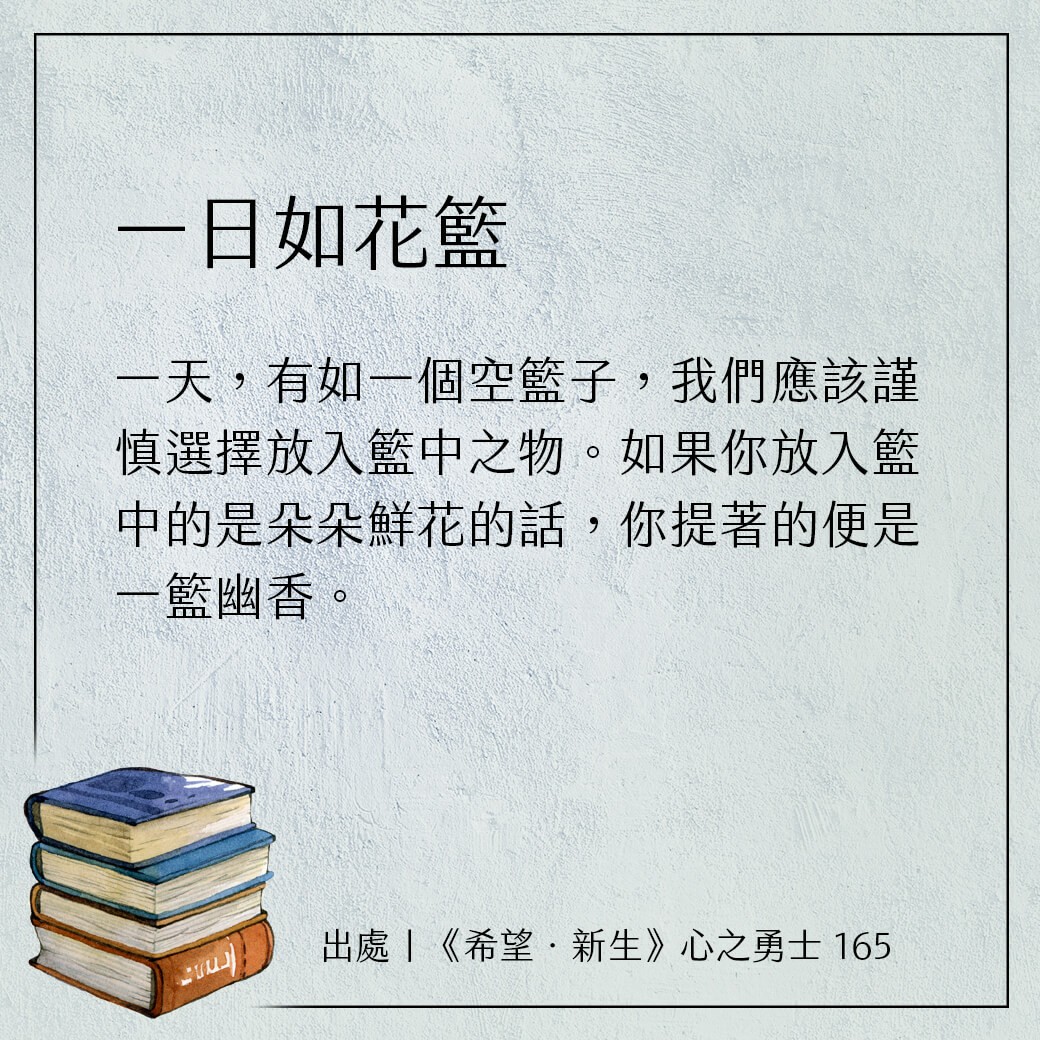 一日如花籃
一天，有如一個空籃子，我們應該謹
慎選擇放入籃中之物。如果你放入籃
中的是朵朵鮮花的話，你提著的便是
一籃幽香。
出處｜《希望．新生》心之勇士 165